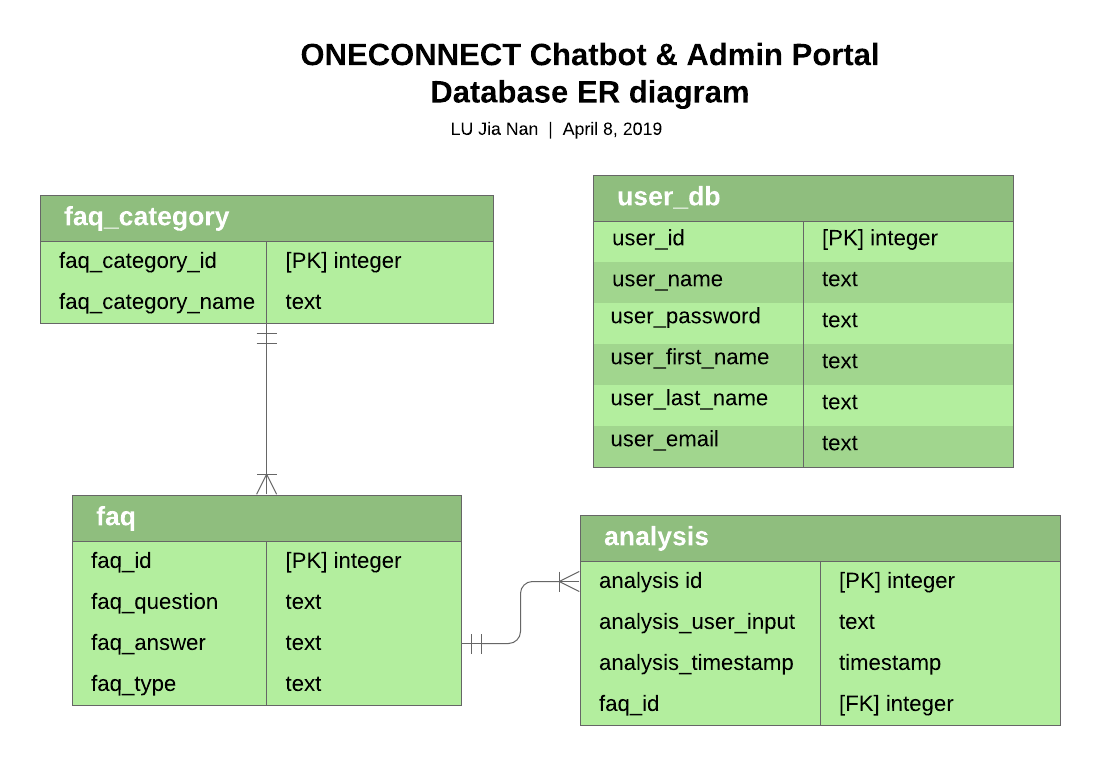 ONECONNECT Chatbot & Admin Portal
Database ER diagram
LU Jia Nan | April 8, 2019
faq_category
faq_category_id [PK] integer
faq_category_name text
user_db
user_id [PK] integer
user_name text
user_password text
user_first_name text
user_last_name text
user_email text
faq
faq_id [PK] integer
faq_question text
faq_answer text
faq_type text
analysis
analysis id [PK] integer
analysis_user_input text
analysis_timestamp timestamp
faq_id [FK] integer